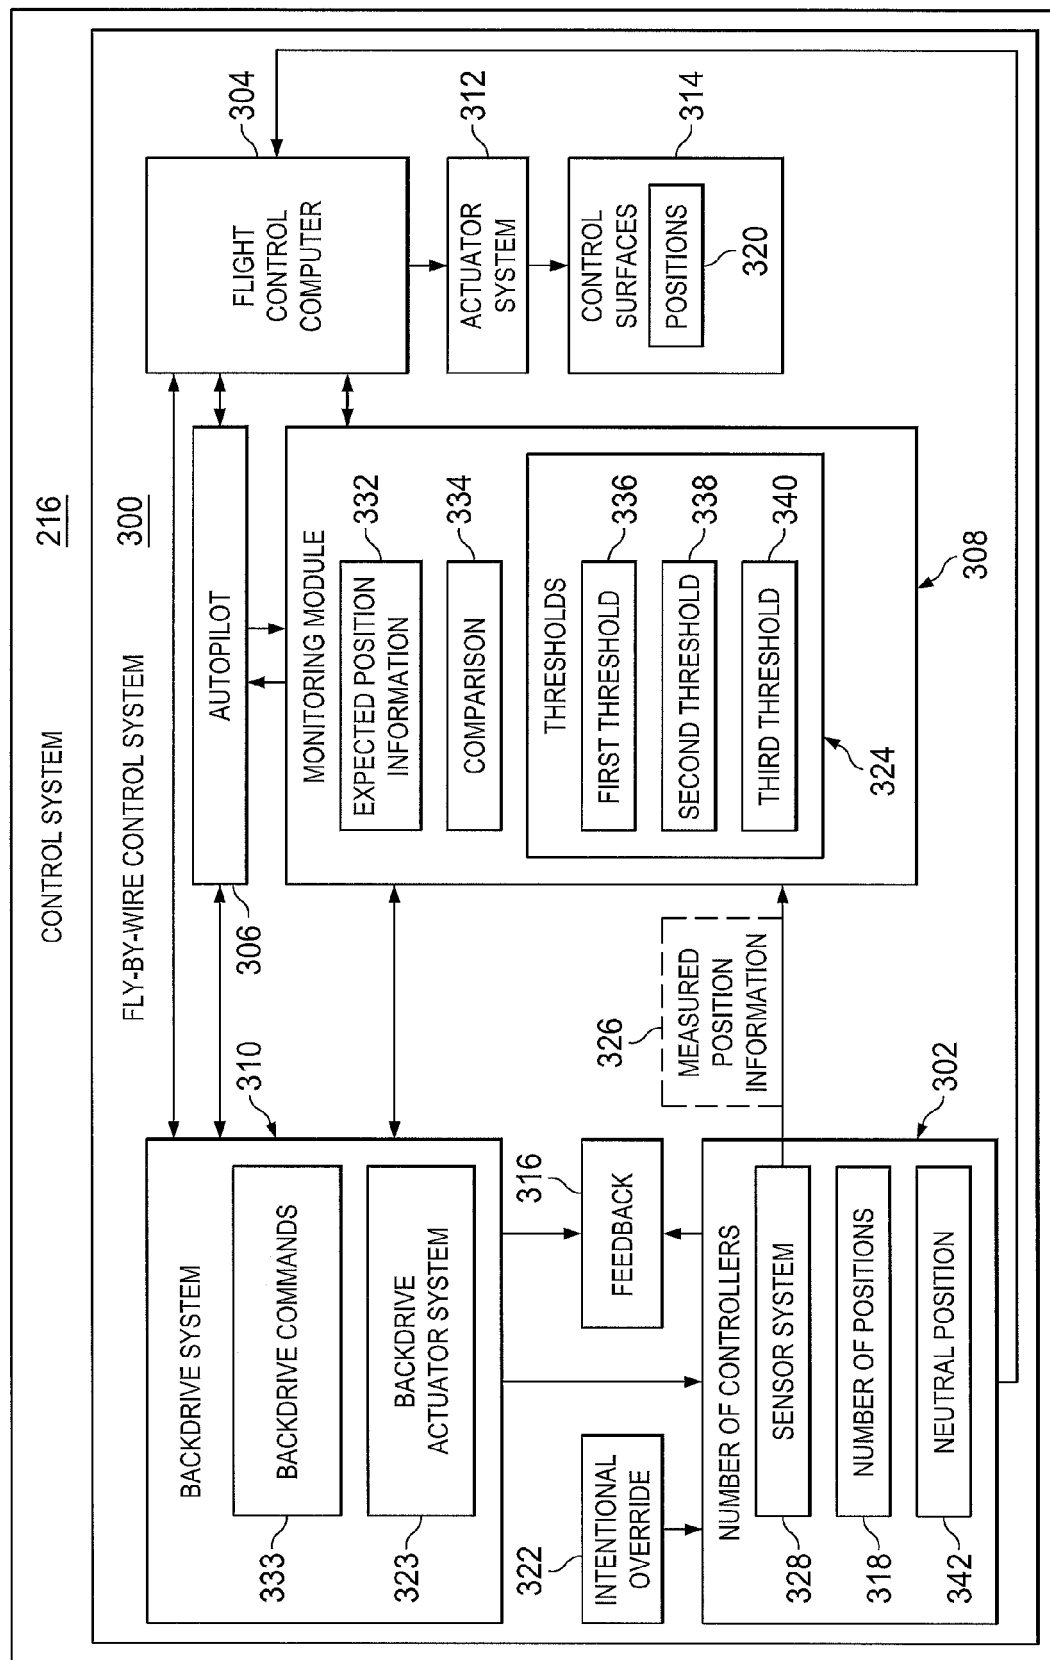 CONTROL SYSTEM
216
FLY-BY-WIRE CONTROL SYSTEM
300
BACKDRIVE SYSTEM
310
BACKDRIVE COMMANDS
333
BACKDRIVE
ACTUATOR SYSTEM
323
AUTOPILOT
306
FLIGHT
CONTROL
COMPUTER
304
MONITORING MODULE
EXPECTED POSITION
INFORMATION
332
COMPARISON
334
THRESHOLDS
FIRST THRESHOLD
336
SECOND THRESHOLD
338
THIRD THRESHOLD
340
324
308
ACTUATOR
SYSTEM
312
CONTROL
SURFACES
314
POSITIONS
320
INTENTIONAL
OVERRIDE
322
FEEDBACK
316
MEASURED
POSITION
INFORMATION
326
NUMBER OF CONTROLLERS
302
SENSOR SYSTEM
328
NUMBER OF POSITIONS
318
NEUTRAL POSITION
342